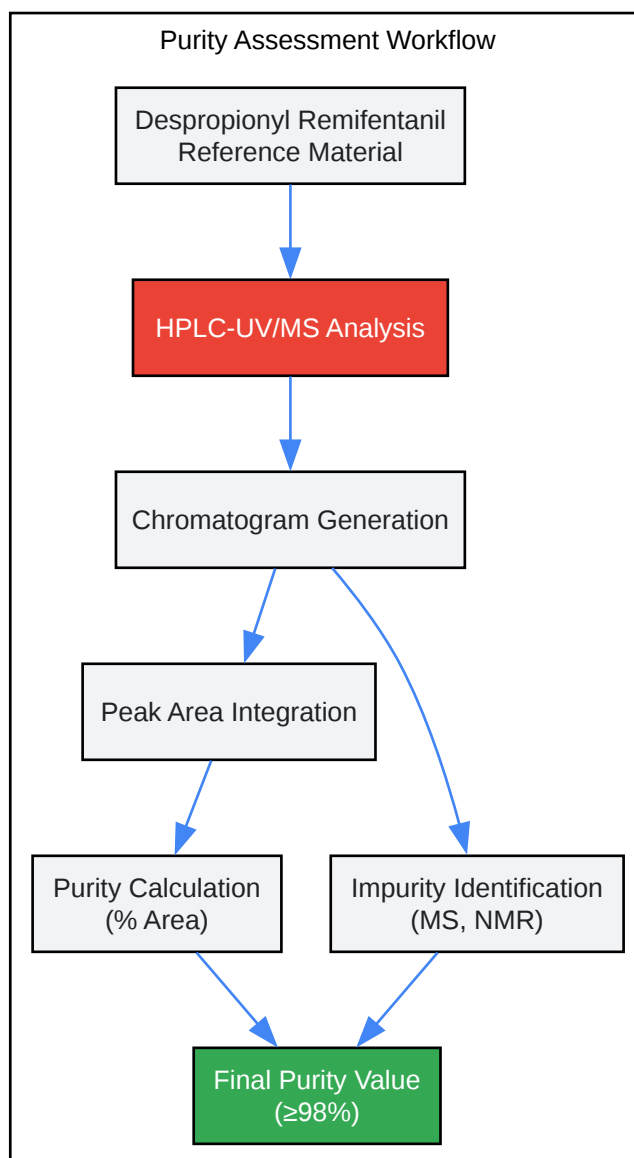 Purity Assessment Workflow
Despropionyl Remifentanil
Reference Material
HPLC-UV/MS Analysis
Chromatogram Generation
Peak Area Integration
Purity Calculation
(% Area)
Impurity Identification
(MS, NMR)
Final Purity Value
(≥98%)